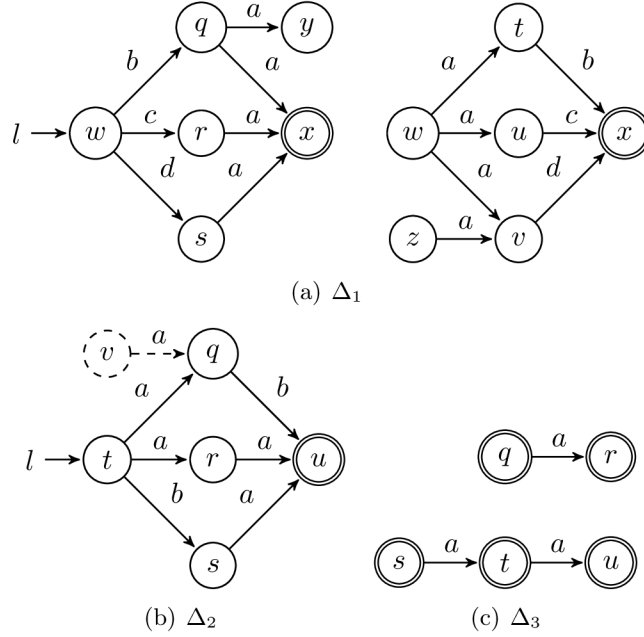 q a y t
b a a b
l w c r a x w a u c x
d a a d
s z a v
(a) Δ₁
v a q
a b
l t a r a u q a r
b a
s s a t a u
(b) Δ₂ (c) Δ₃